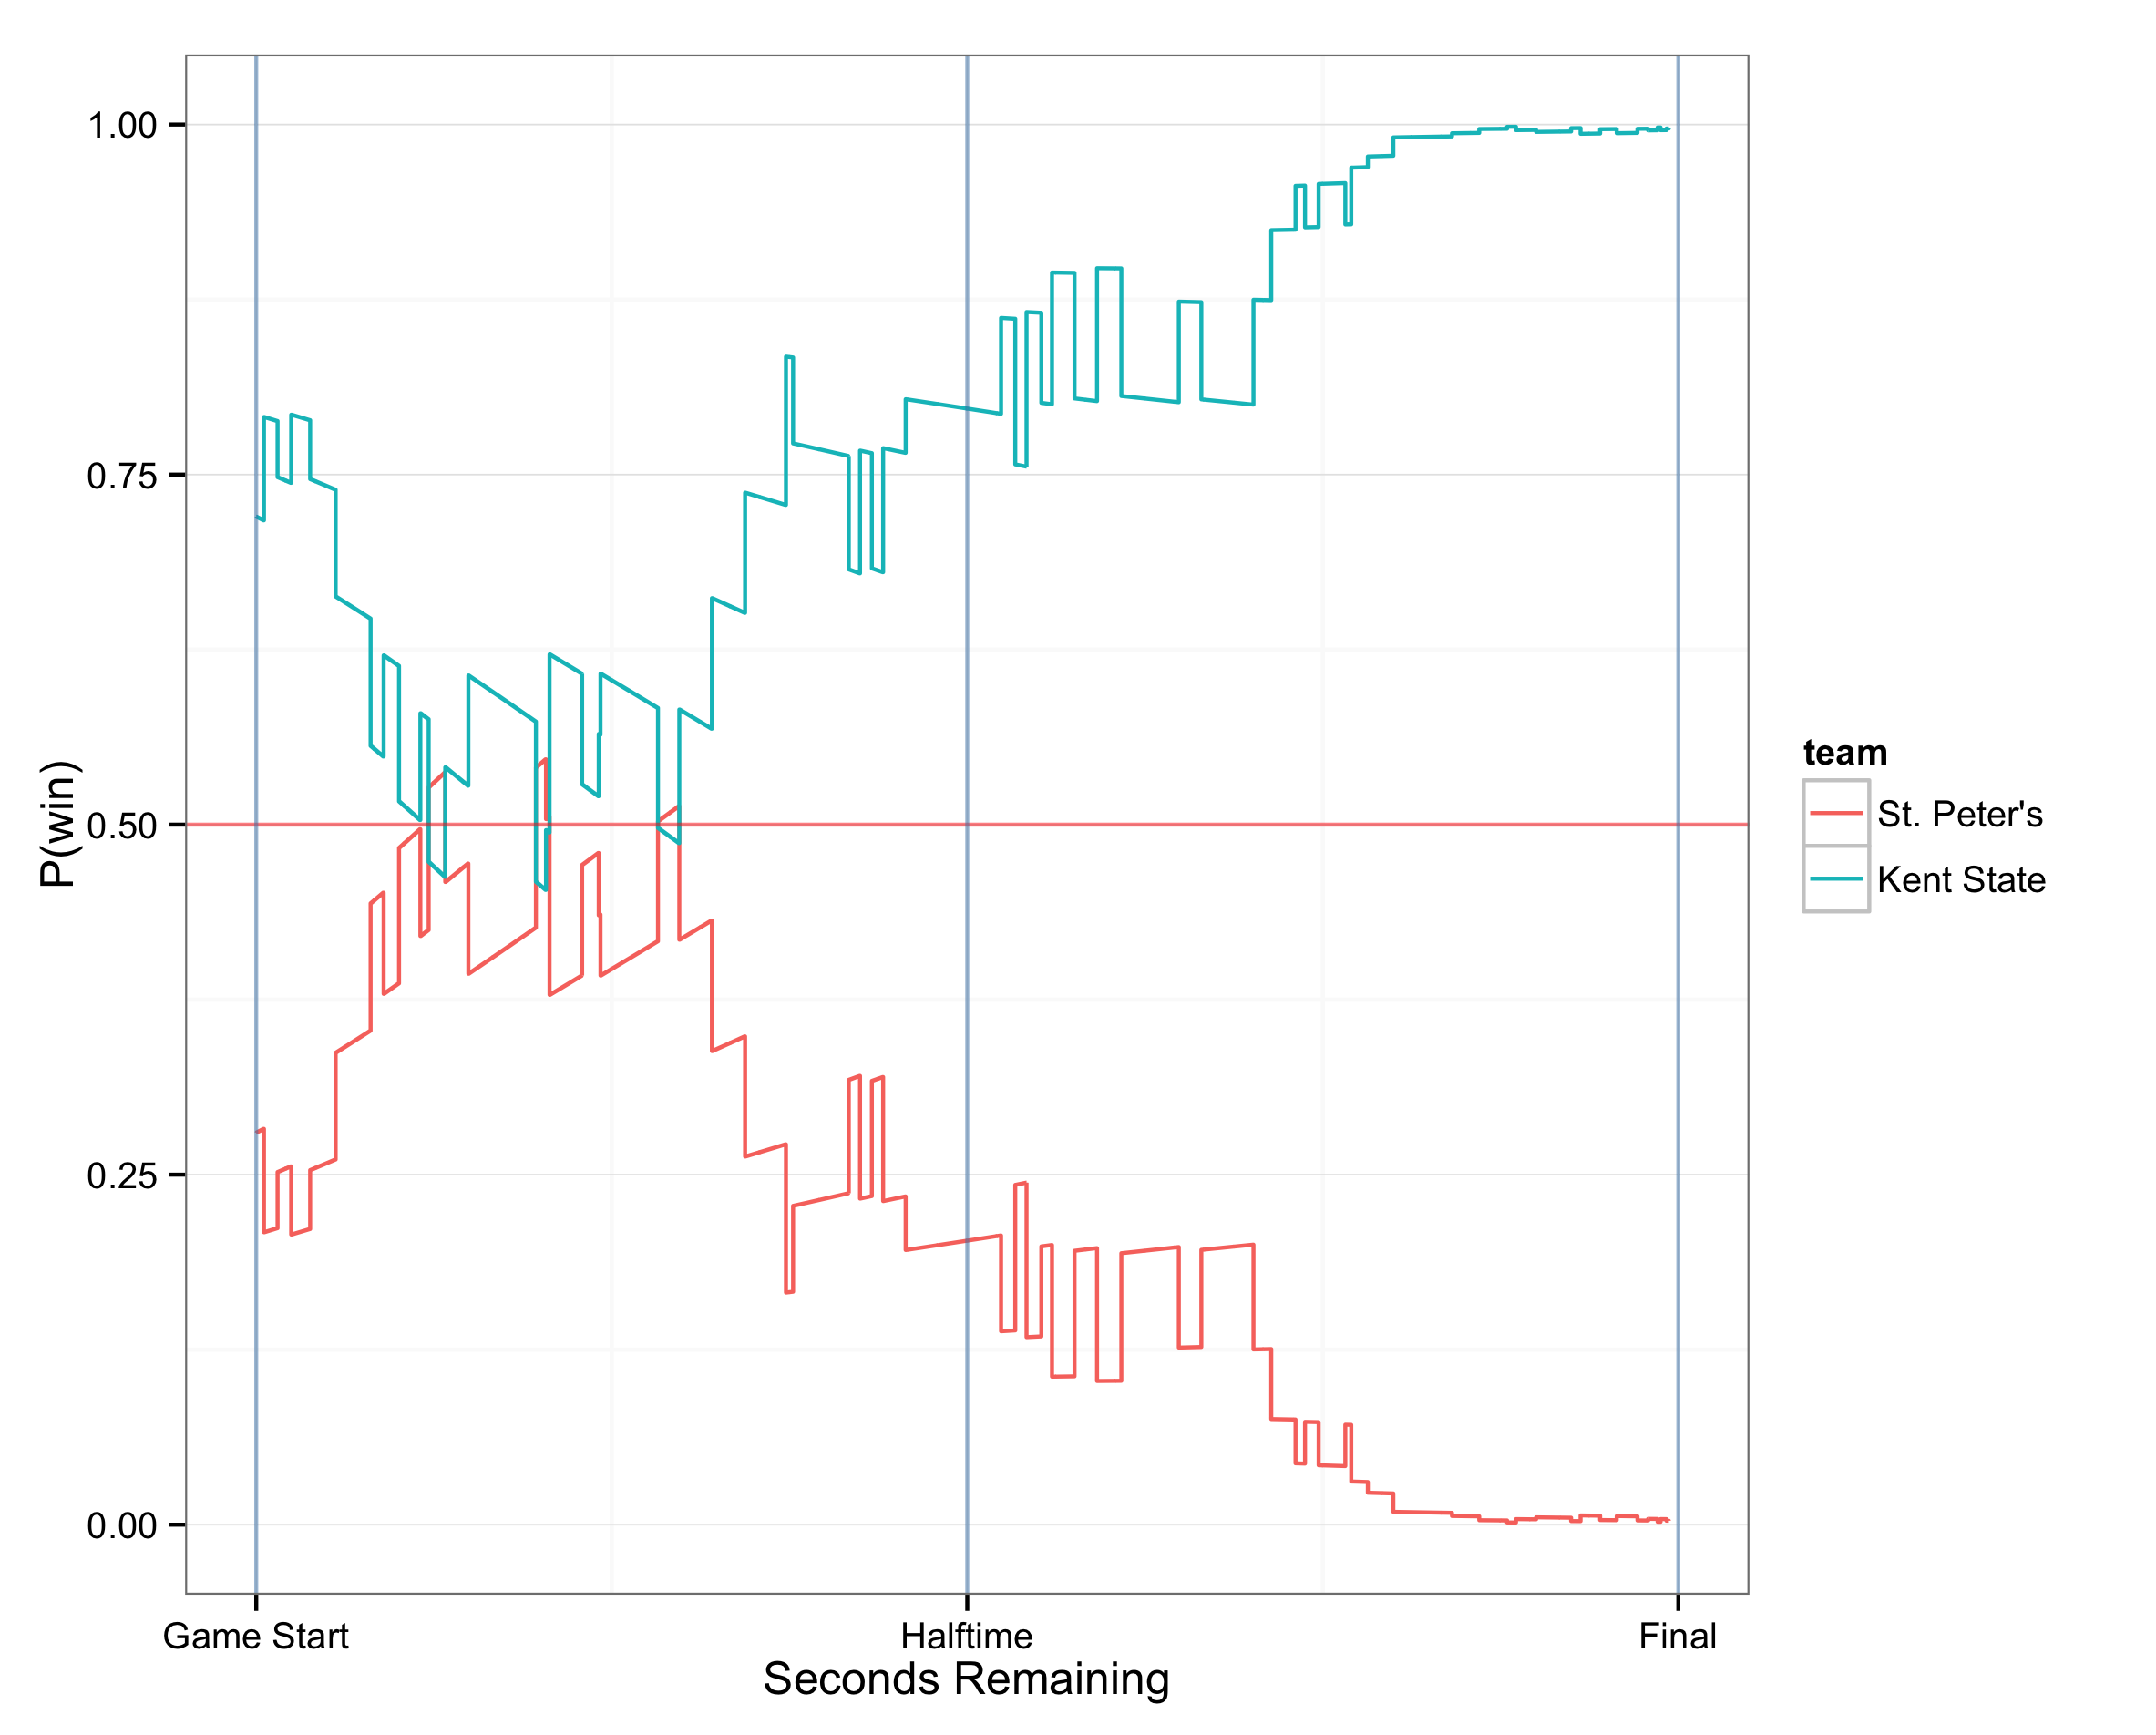 P(win)
1.00
0.75
0.50
0.25
0.00
Game Start
Halftime
Final
Seconds Remaining
team
St. Peter's
Kent State